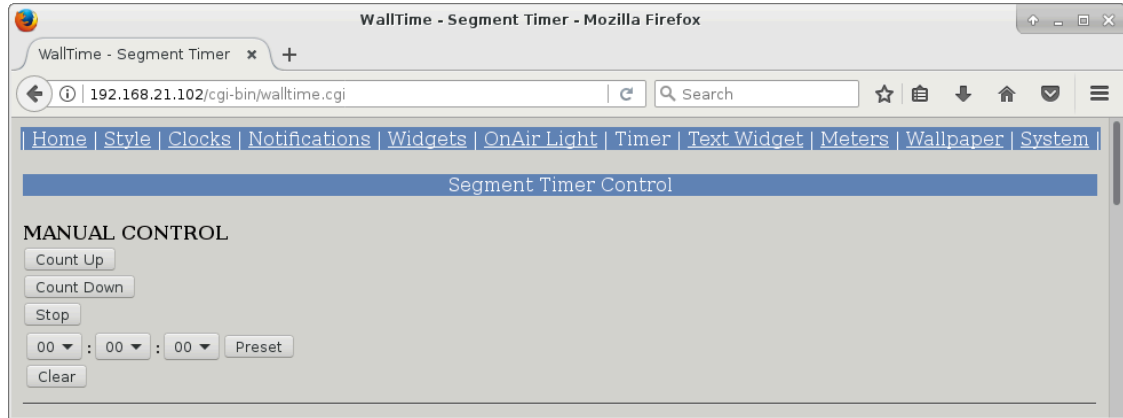 WallTime - Segment Timer - Mozilla Firefox
WallTime - Segment Timer × +
192.168.21.102/cgi-bin/walltime.cgi Search
| Home | Style | Clocks | Notifications | Widgets | OnAir Light | Timer | Text Widget | Meters | Wallpaper | System |
Segment Timer Control
MANUAL CONTROL
Count Up
Count Down
Stop
00 : 00 : 00 Preset
Clear